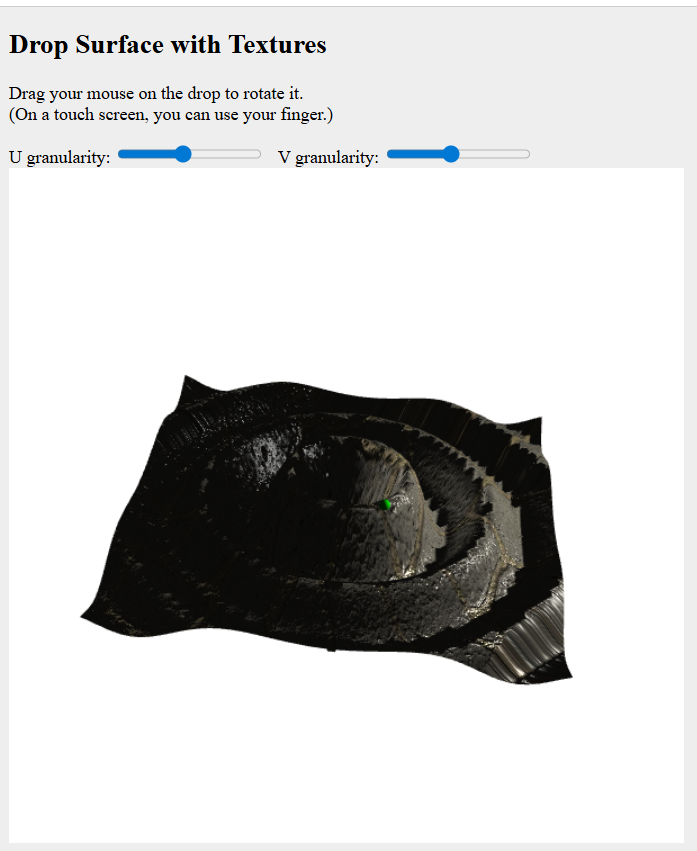 Drop Surface with Textures
Drag your mouse on the drop to rotate it.
(On a touch screen, you can use your finger.)
U granularity: V granularity: